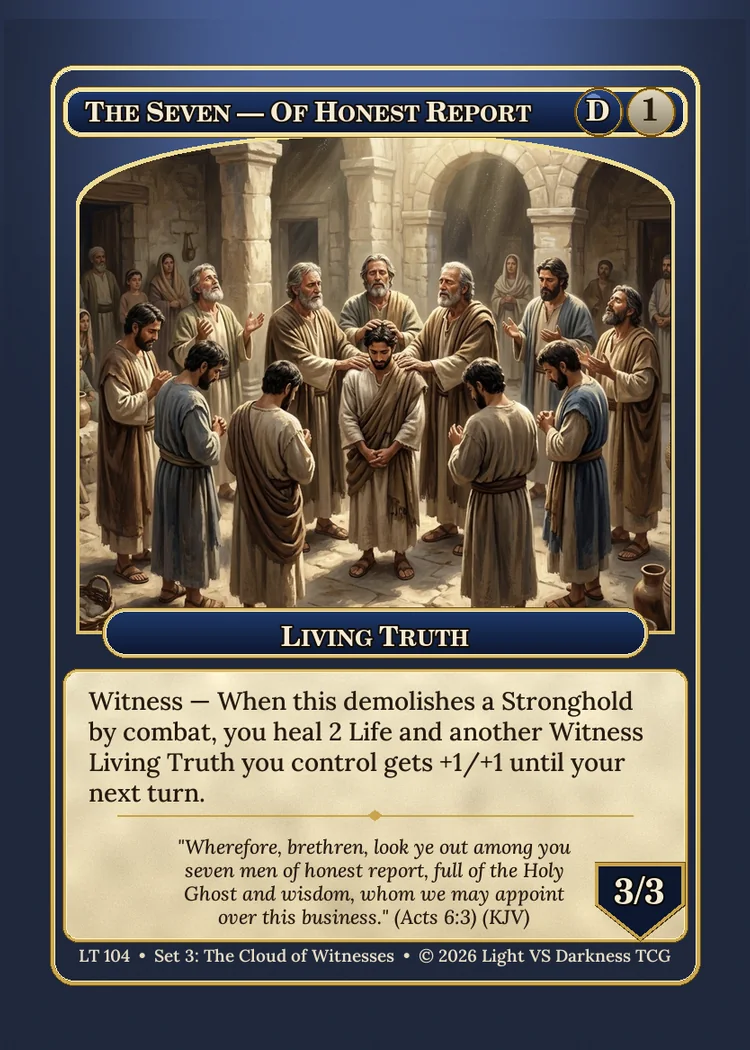 The Seven — Of Honest Report D 1
Living Truth
Witness — When this demolishes a Stronghold
by combat, you heal 2 Life and another Witness
Living Truth you control gets +1/+1 until your
next turn.
"Wherefore, brethren, look ye out among you
seven men of honest report, full of the Holy
Ghost and wisdom, whom we may appoint
over this business." (Acts 6:3) (KJV)
3/3
LT 104 • Set 3: The Cloud of Witnesses • © 2026 Light VS Darkness TCG